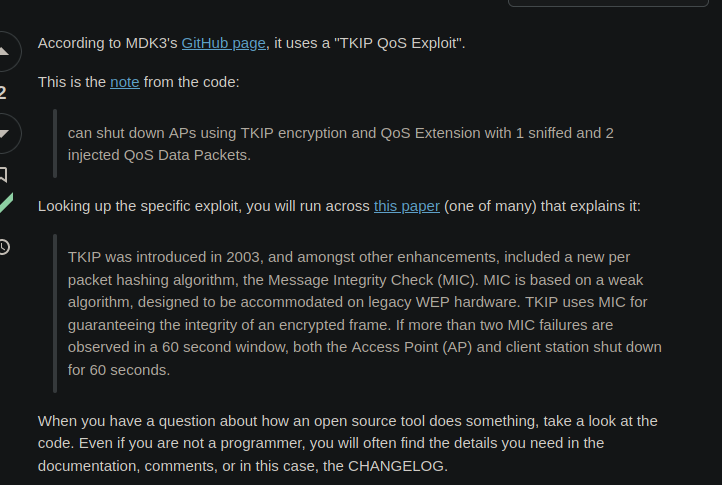 According to MDK3's GitHub page, it uses a "TKIP QoS Exploit".
2
This is the note from the code:
can shut down APs using TKIP encryption and QoS Extension with 1 sniffed and 2
injected QoS Data Packets.
Looking up the specific exploit, you will run across this paper (one of many) that explains it:
TKIP was introduced in 2003, and amongst other enhancements, included a new per
packet hashing algorithm, the Message Integrity Check (MIC). MIC is based on a weak
algorithm, designed to be accommodated on legacy WEP hardware. TKIP uses MIC for
guaranteeing the integrity of an encrypted frame. If more than two MIC failures are
observed in a 60 second window, both the Access Point (AP) and client station shut down
for 60 seconds.
When you have a question about how an open source tool does something, take a look at the
code. Even if you are not a programmer, you will often find the details you need in the
documentation, comments, or in this case, the CHANGELOG.